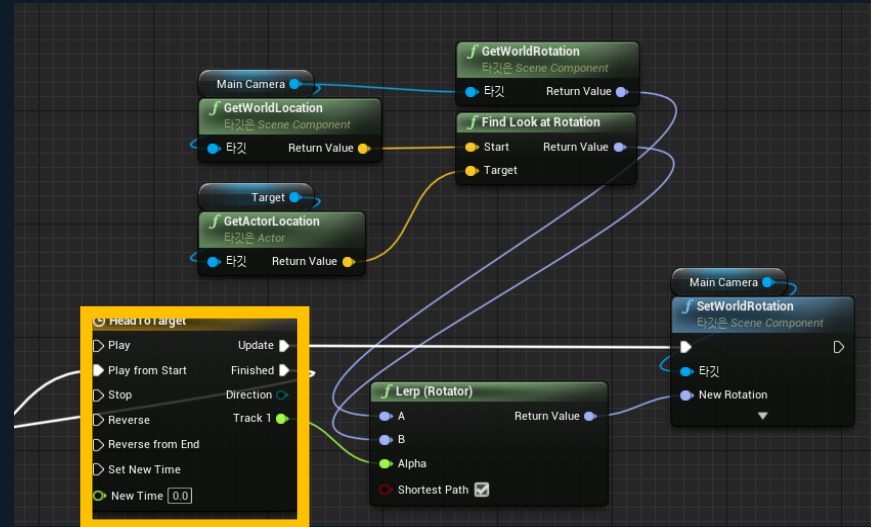 Main Camera
GetWorldLocation
타깃은 Scene Component
타깃
Return Value
GetWorldRotation
타깃은 Scene Component
타깃
Return Value
Find Look at Rotation
Start
Return Value
Target
Target
GetActorLocation
타깃은 Actor
타깃
Return Value
HeadToTarget
Play
Update
Play from Start
Finished
Stop
Direction
Reverse
Track 1
Reverse from End
Set New Time
New Time 0.0
Lerp (Rotator)
A
Return Value
B
Alpha
Shortest Path
Main Camera
SetWorldRotation
타깃은 Scene Component
타깃
New Rotation